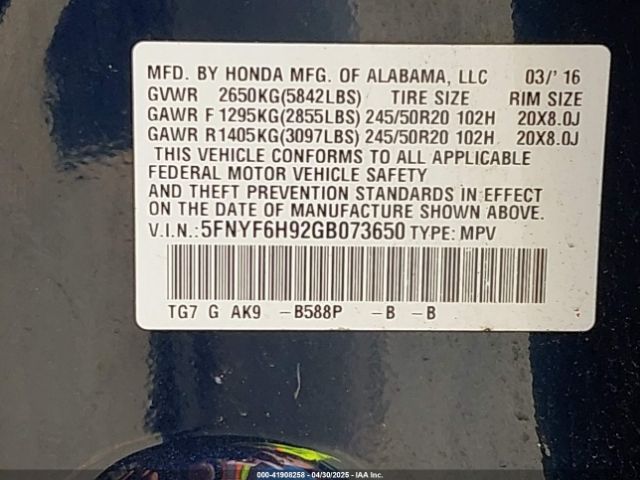 MFD. BY HONDA MFG. OF ALABAMA, LLC 03/' 16
GVWR 2650KG(5842LBS) TIRE SIZE RIM SIZE
GAWR F 1295KG(2855LBS) 245/50R20 102H 20X8.0J
GAWR R1405KG(3097LBS) 245/50R20 102H 20X8.0J
THIS VEHICLE CONFORMS TO ALL APPLICABLE
FEDERAL MOTOR VEHICLE SAFETY
AND THEFT PREVENTION STANDARDS IN EFFECT
ON THE DATE OF MANUFACTURE SHOWN ABOVE.
V.I.N.:5FNYF6H92GB073650 TYPE: MPV
TG7 G AK9 -B588P -B -B
000-41908258 - 04/30/2025 - IAA Inc.